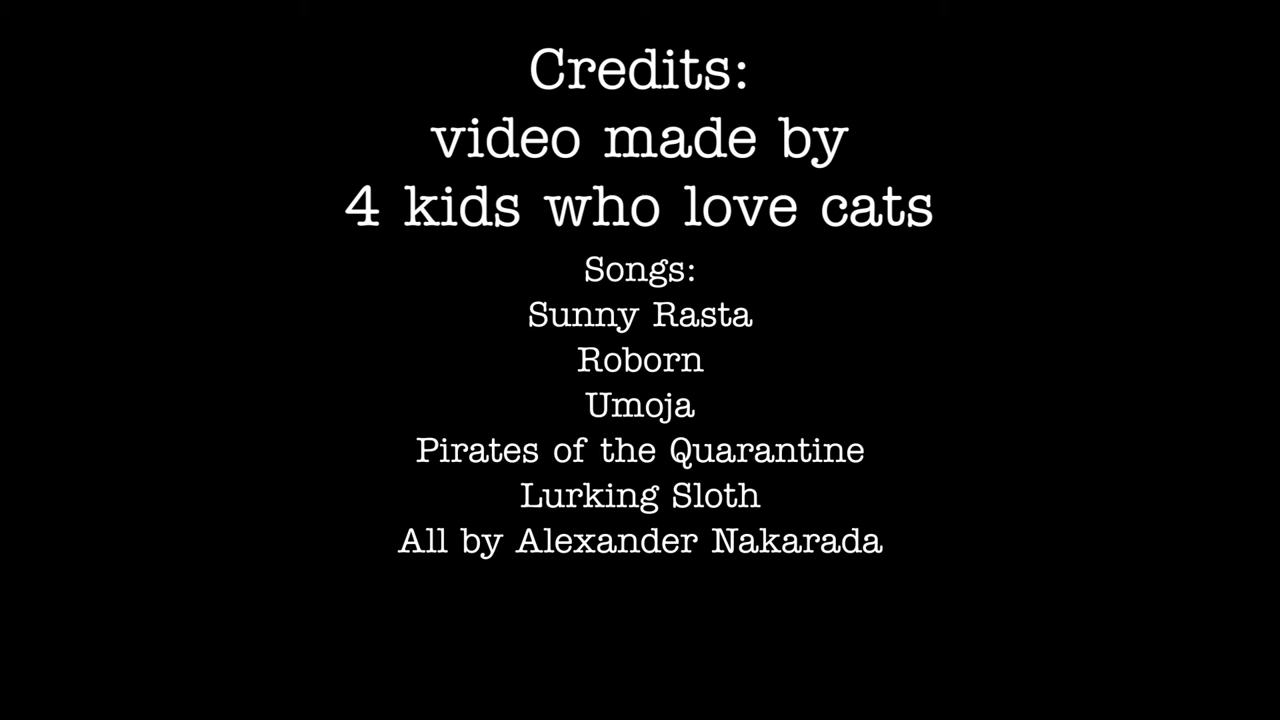 Credits:
video made by
4 kids who love cats
Songs:
Sunny Rasta
Roborn
Umoja
Pirates of the Quarantine
Lurking Sloth
All by Alexander Nakarada